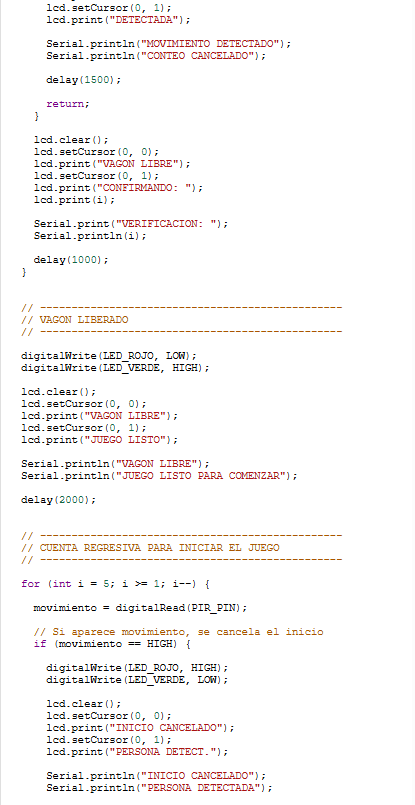 lcd.setCursor(0, 1);
lcd.print("DETECTADA");
Serial.println("MOVIMIENTO DETECTADO");
Serial.println("CONTEO CANCELADO");
delay(1500);
return;
}
lcd.clear();
lcd.setCursor(0, 0);
lcd.print("VAGON LIBRE");
lcd.setCursor(0, 1);
lcd.print("CONFIRMANDO: ");
lcd.print(i);
Serial.print("VERIFICACION: ");
Serial.println(i);
delay(1000);
}
// ------------------------------------------------
// VAGON LIBERADO
// ------------------------------------------------
digitalWrite(LED_ROJO, LOW);
digitalWrite(LED_VERDE, HIGH);
lcd.clear();
lcd.setCursor(0, 0);
lcd.print("VAGON LIBRE");
lcd.setCursor(0, 1);
lcd.print("JUEGO LISTO");
Serial.println("VAGON LIBRE");
Serial.println("JUEGO LISTO PARA COMENZAR");
delay(2000);
// ------------------------------------------------
// CUENTA REGRESIVA PARA INICIAR EL JUEGO
// ------------------------------------------------
for (int i = 5; i >= 1; i--) {
movimiento = digitalRead(PIR_PIN);
// Si aparece movimiento, se cancela el inicio
if (movimiento == HIGH) {
digitalWrite(LED_ROJO, HIGH);
digitalWrite(LED_VERDE, LOW);
lcd.clear();
lcd.setCursor(0, 0);
lcd.print("INICIO CANCELADO");
lcd.setCursor(0, 1);
lcd.print("PERSONA DETECT.");
Serial.println("INICIO CANCELADO");
Serial.println("PERSONA DETECTADA");